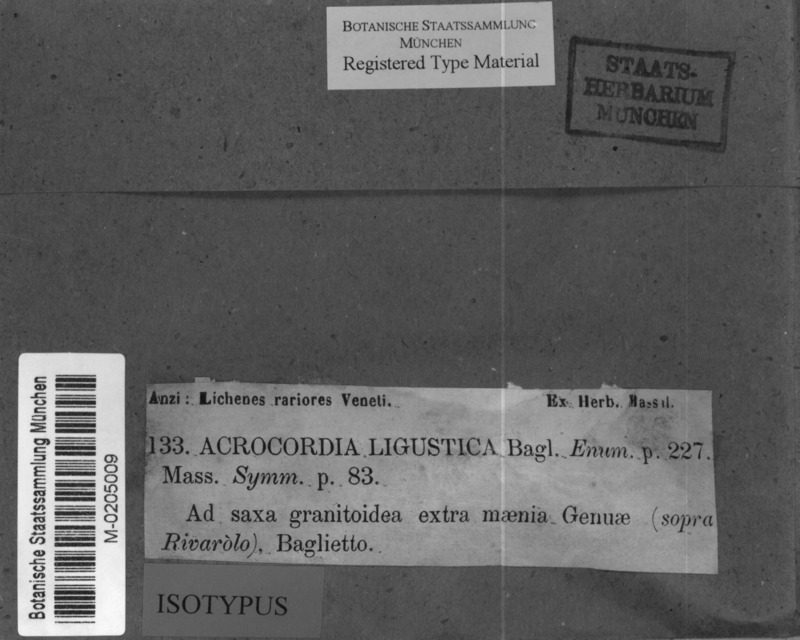 BOTANISCHE STAATSSAMMLUNG
MÜNCHEN
Registered Type Material
STAATS-
HERBARIUM
MÜNCHEN
Botanische Staatssammlung München
M-0205009
Anzi: Lichenes rariores Veneti. Ex Herb. Massal.
133. ACROCORDIA LIGUSTICA Bagl. Enum. p. 227.
Mass. Symm. p. 83.
Ad saxa granitoidea extra mænia Genuæ (sopra
Rivaròlo), Baglietto.
ISOTYPUS